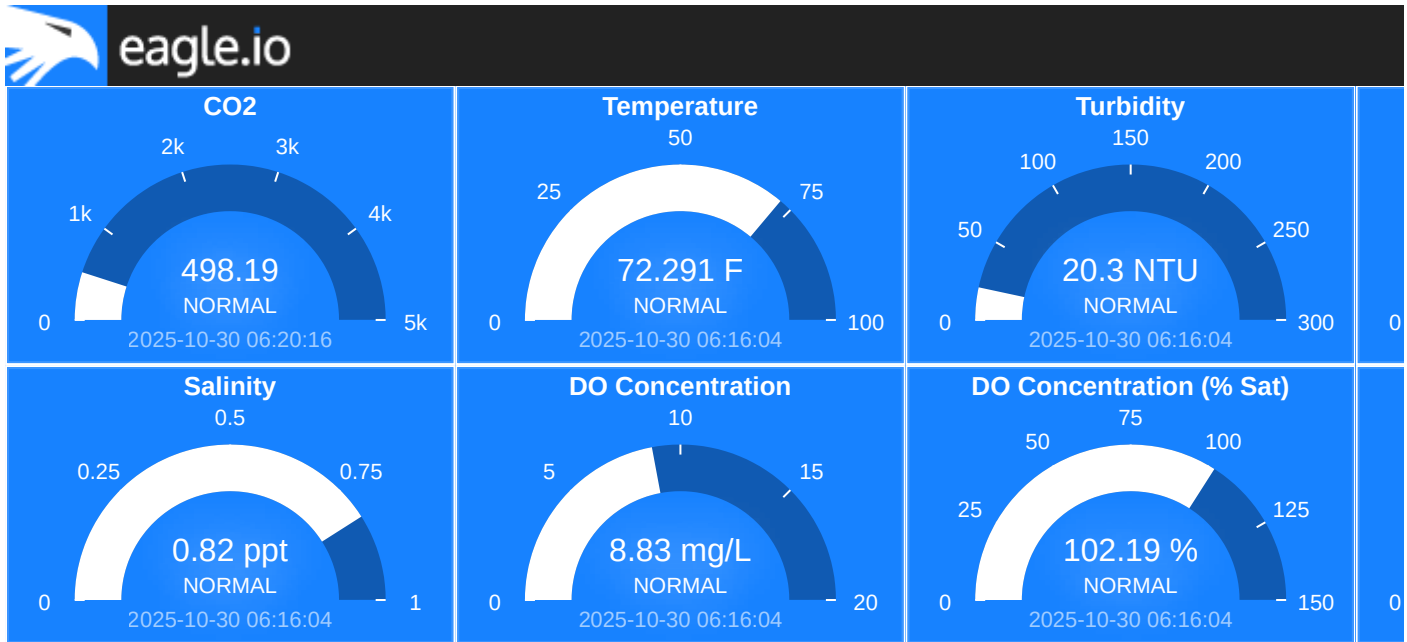 eagle.io
CO2
2k 3k
1k 4k
498.19
NORMAL
0 5k
2025-10-30 06:20:16
Temperature
50
25 75
72.291 F
NORMAL
0 100
2025-10-30 06:16:04
Turbidity
150
100 200
50 250
20.3 NTU
NORMAL
0 300
2025-10-30 06:16:04
0
Salinity
0.5
0.25 0.75
0.82 ppt
NORMAL
0 1
2025-10-30 06:16:04
DO Concentration
10
5 15
8.83 mg/L
NORMAL
0 20
2025-10-30 06:16:04
DO Concentration (% Sat)
75
50 100
25 125
102.19 %
NORMAL
0 150
2025-10-30 06:16:04
0